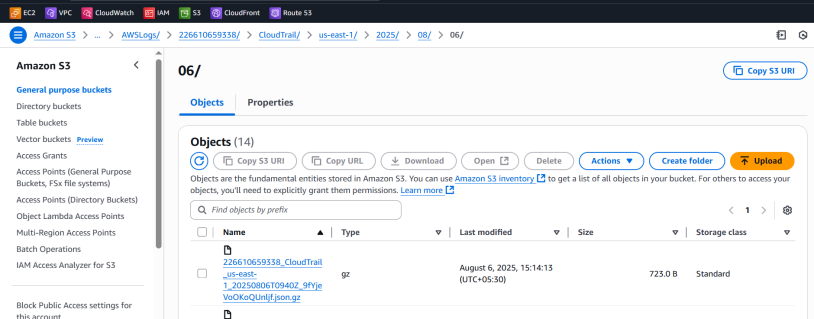 EC2 VPC CloudWatch IAM S3 CloudFront Route 53
Amazon S3 > ... > AWSLogs/ > 226610659338/ > CloudTrail/ > us-east-1/ > 2025/ > 08/ > 06/
Amazon S3
General purpose buckets
Directory buckets
Table buckets
Vector buckets Preview
Access Grants
Access Points (General Purpose
Buckets, FSx file systems)
Access Points (Directory Buckets)
Object Lambda Access Points
Multi-Region Access Points
Batch Operations
IAM Access Analyzer for S3
Block Public Access settings for
this account
06/
Copy S3 URI
Objects Properties
Objects (14)
Copy S3 URI Copy URL Download Open Delete Actions Create folder Upload
Objects are the fundamental entities stored in Amazon S3. You can use Amazon S3 inventory to get a list of all objects in your bucket. For others to access your
objects, you'll need to explicitly grant them permissions. Learn more
Find objects by prefix
1
Name Type Last modified Size Storage class
226610659338_CloudTrail
_us-east-
1_20250806T0940Z_9fYje
VoOKoQUnljf.json.gz
gz
August 6, 2025, 15:14:13
(UTC+05:30)
723.0 B
Standard